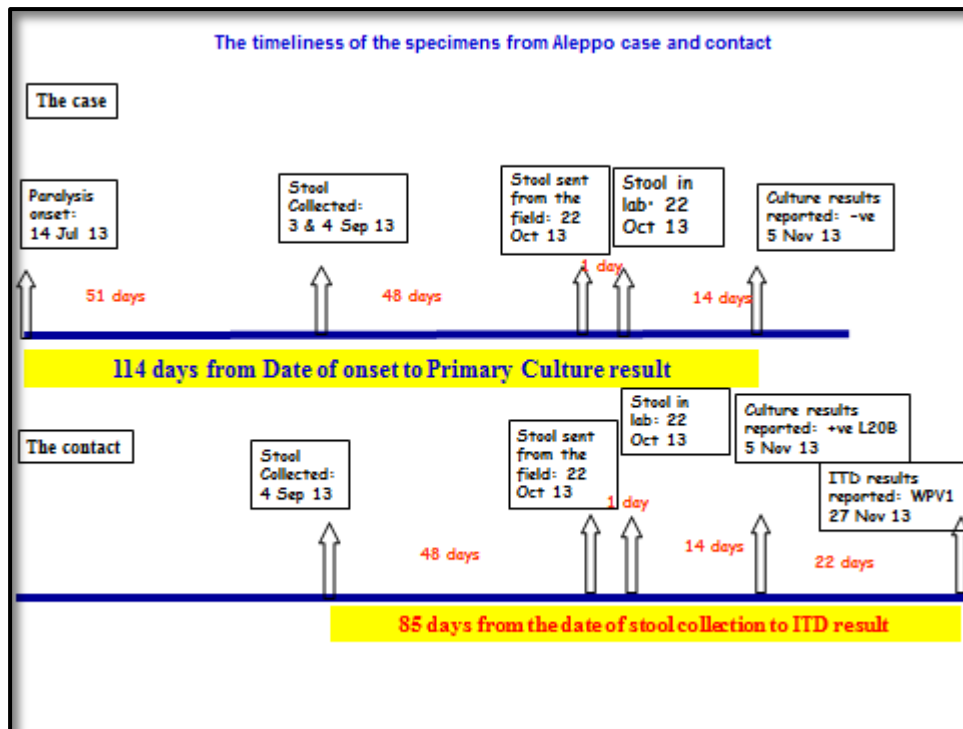 The timeliness of the specimens from Aleppo case and contact
The case
Paralysis
onset:
14 Jul 13
Stool
Collected:
3 & 4 Sep 13
Stool sent
from the
field: 22
Oct 13
Stool in
lab: 22
Oct 13
Culture results
reported: -ve
5 Nov 13
51 days
48 days
1 day
14 days
114 days from Date of onset to Primary Culture result
The contact
Stool
Collected:
4 Sep 13
Stool sent
from the
field: 22
Oct 13
Stool in
lab: 22
Oct 13
Culture results
reported: +ve L20B
5 Nov 13
ITD results
reported: WPV1
27 Nov 13
48 days
1 day
14 days
22 days
85 days from the date of stool collection to ITD result